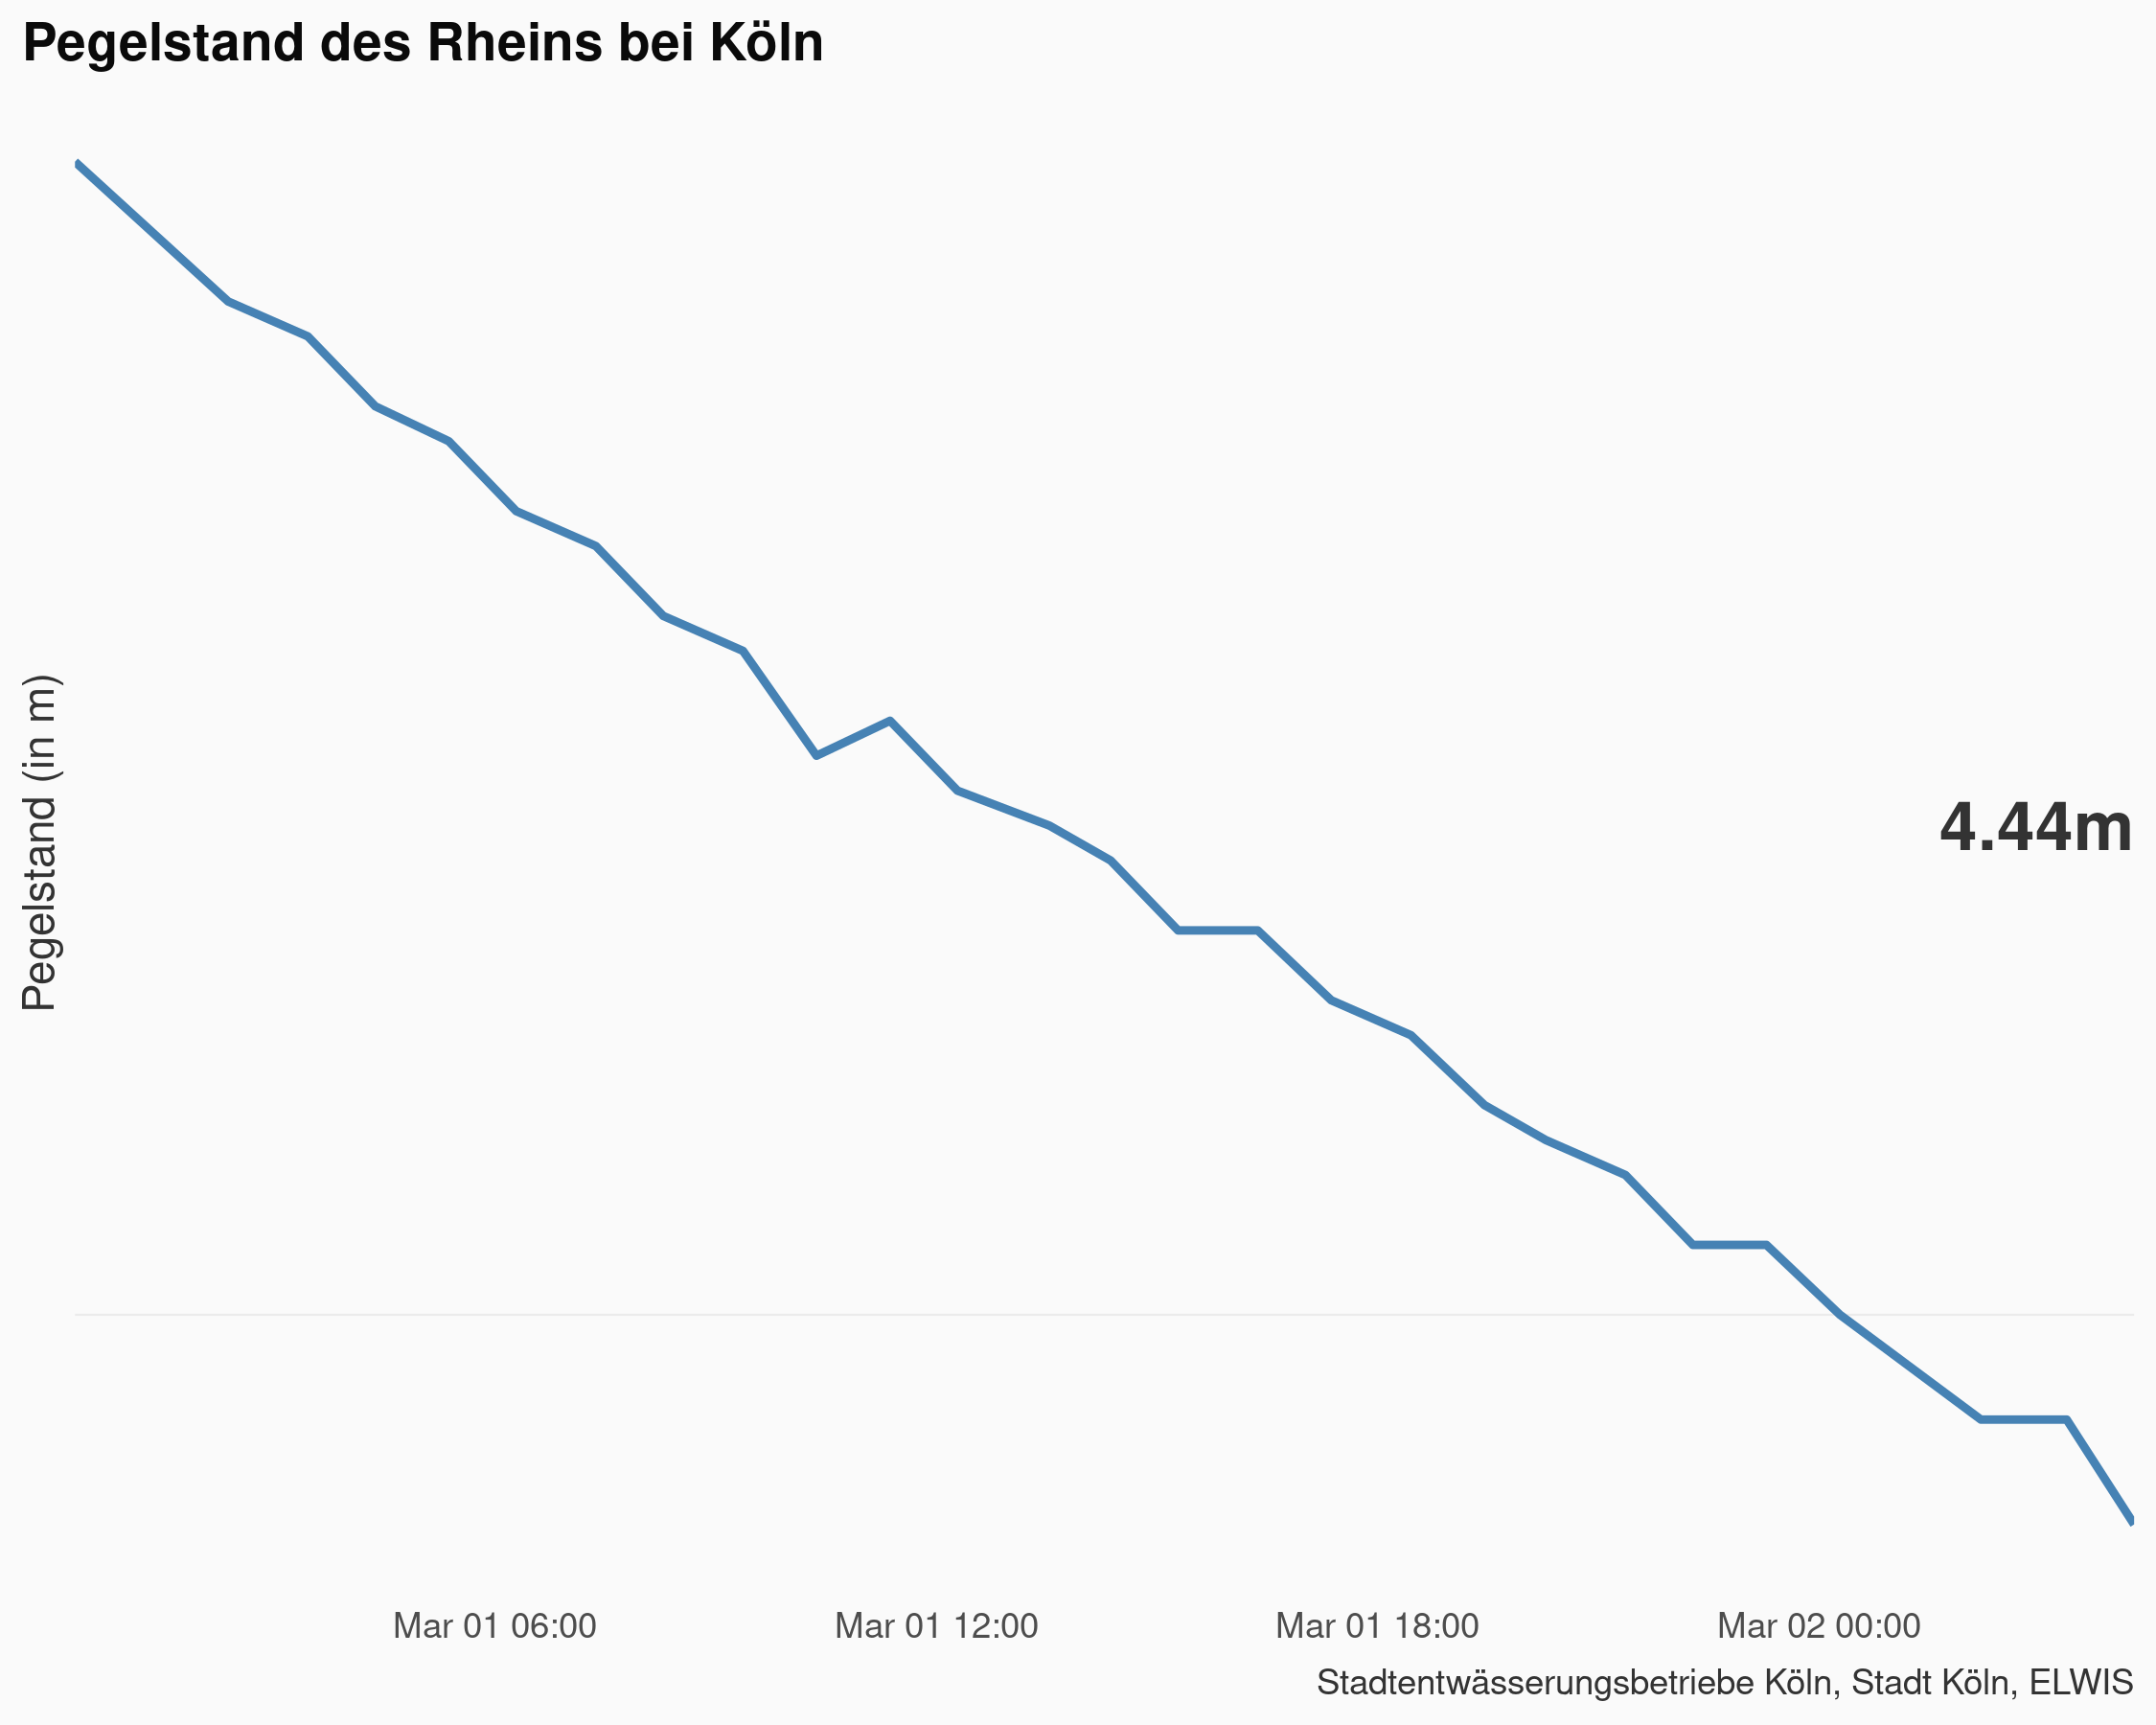 Pegelstand des Rheins bei Köln
Pegelstand (in m)
4.44m
Mar 01 06:00
Mar 01 12:00
Mar 01 18:00
Mar 02 00:00
Stadtentwässerungsbetriebe Köln, Stadt Köln, ELWIS